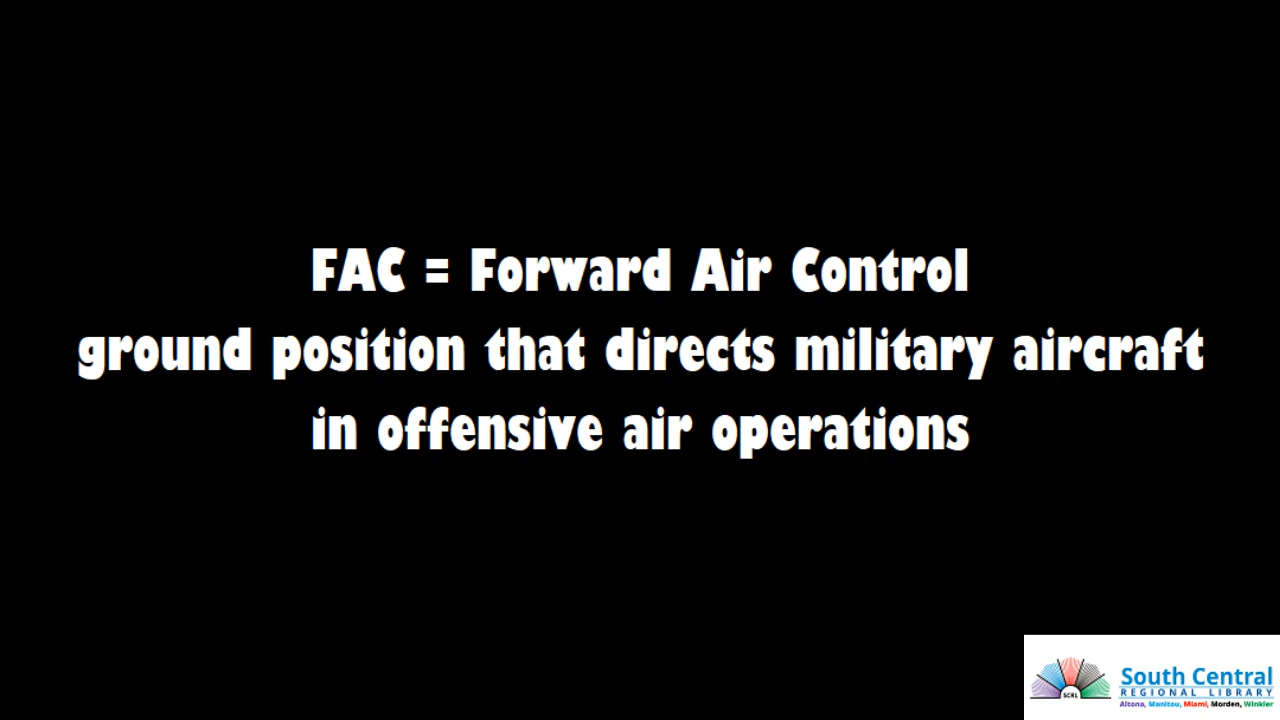 FAC = Forward Air Control
ground position that directs military aircraft
in offensive air operations
SCRL
South Central
REGIONAL LIBRARY
Altona, Manitou, Miami, Morden, Winkler